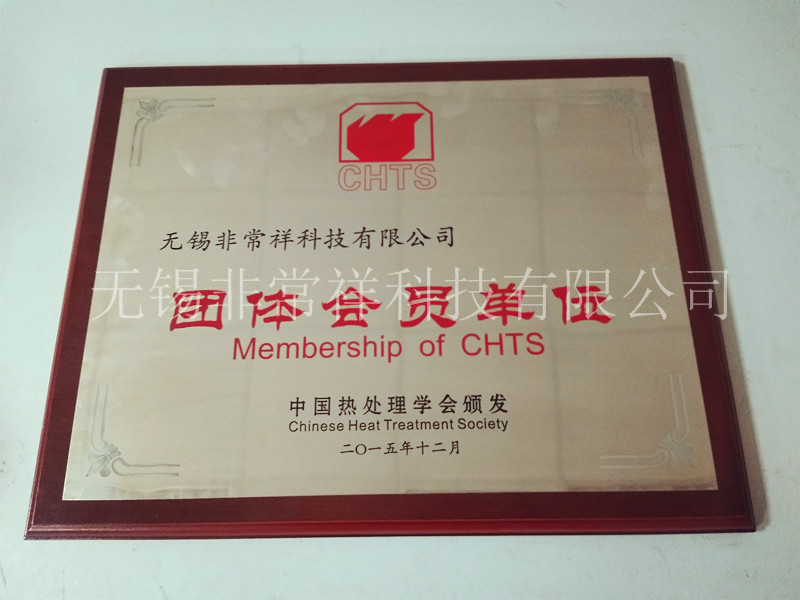 CHTS
无锡非常祥科技有限公司
无锡非常祥科技有限公司
团体会员单位
Membership of CHTS
中国热处理学会颁发
Chinese Heat Treatment Society
二〇一五年十二月